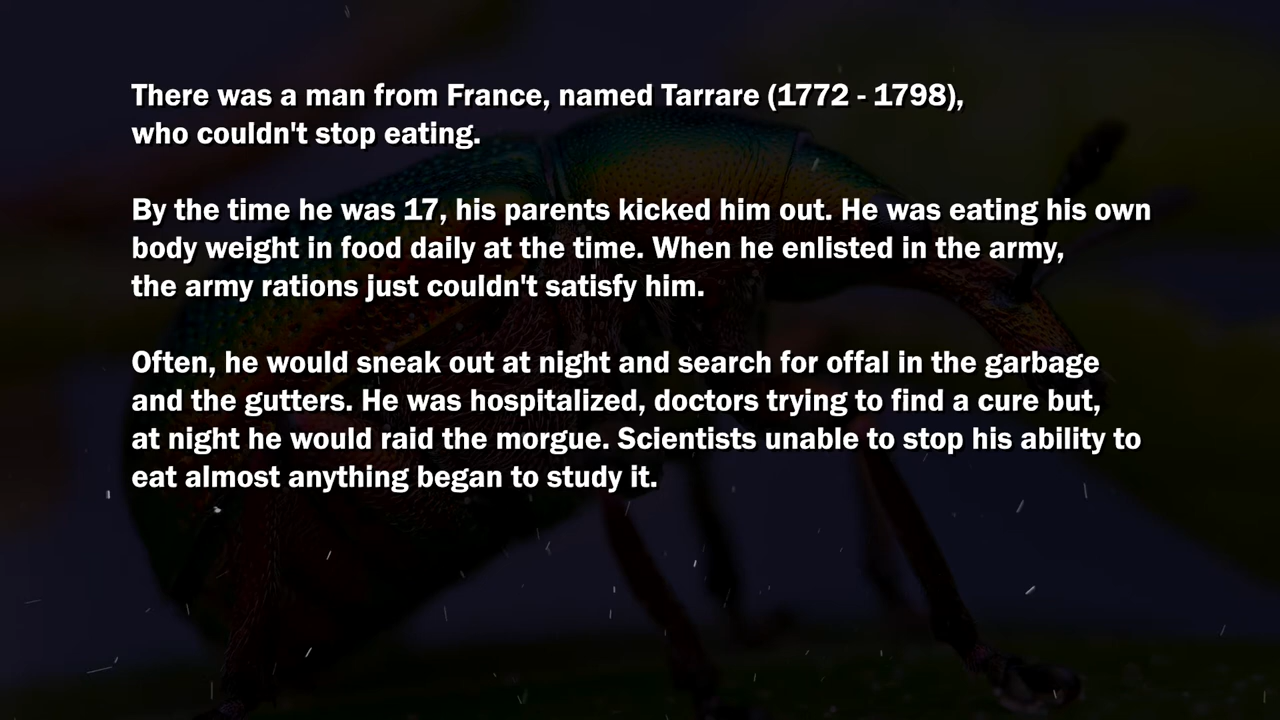 There was a man from France, named Tarrare (1772 - 1798),
who couldn't stop eating.
By the time he was 17, his parents kicked him out. He was eating his own
body weight in food daily at the time. When he enlisted in the army,
the army rations just couldn't satisfy him.
Often, he would sneak out at night and search for offal in the garbage
and the gutters. He was hospitalized, doctors trying to find a cure but,
at night he would raid the morgue. Scientists unable to stop his ability to
eat almost anything began to study it.